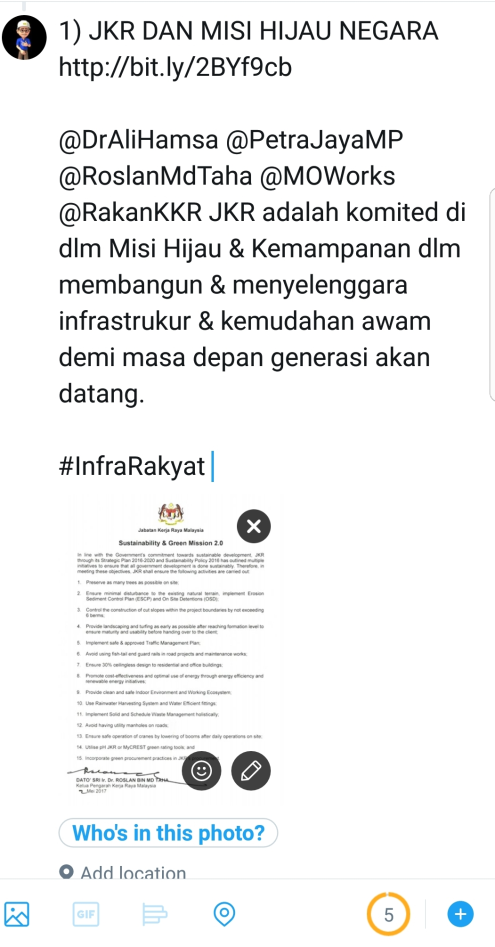 1) JKR DAN MISI HIJAU NEGARA
http://bit.ly/2BYf9cb
@DrAliHamsa @PetraJayaMP
@RoslanMdTaha @MOWorks
@RakanKKR JKR adalah komited di
dlm Misi Hijau & Kemampanan dlm
membangun & menyelenggara
infrastrukur & kemudahan awam
demi masa depan generasi akan
datang.
#InfraRakyat
Jabatan Kerja Raya Malaysia
Sustainability & Green Mission 2.0
In line with the Government's commitment towards sustainable development, JKR
through its Strategic Plan 2016-2020 and Sustainability Policy 2016 has outlined multiple
initiatives to ensure that all government development is done sustainably. Therefore, in
meeting these objectives, JKR shall ensure the following activities are carried out:
1. Preserve as many trees as possible on site;
2. Ensure minimal disturbance to the existing natural terrain, implement Erosion
Sediment Control Plan (ESCP) and On Site Detentions (OSD);
3. Control the construction of cut slopes within the project boundaries by not exceeding
6 berms;
4. Provide landscaping and turfing as early as possible after reaching formation level to
ensure maturity and usability before handing over to the client;
5. Implement safe & approved Traffic Management Plan;
6. Avoid using fish-tail end guard rails in road projects and maintenance works;
7. Ensure 30% ceilingless design to residential and office buildings;
8. Promote cost-effectiveness and optimal use of energy through energy efficiency and
renewable energy initiatives;
9. Provide clean and safe Indoor Environment and Working Ecosystem;
10. Use Rainwater Harvesting System and Water Efficient fittings;
11. Implement Solid and Schedule Waste Management holistically;
12. Avoid having utility manholes on roads;
13. Ensure safe operation of cranes by lowering of booms after daily operations on site;
14. Utilise pH JKR or MyCREST green rating tools; and
15. Incorporate green procurement practices in JKR
DATO' SRI Ir. Dr. ROSLAN BIN MD TAHA
Ketua Pengarah Kerja Raya Malaysia
Mei 2017
Who's in this photo?
Add location
GIF
5